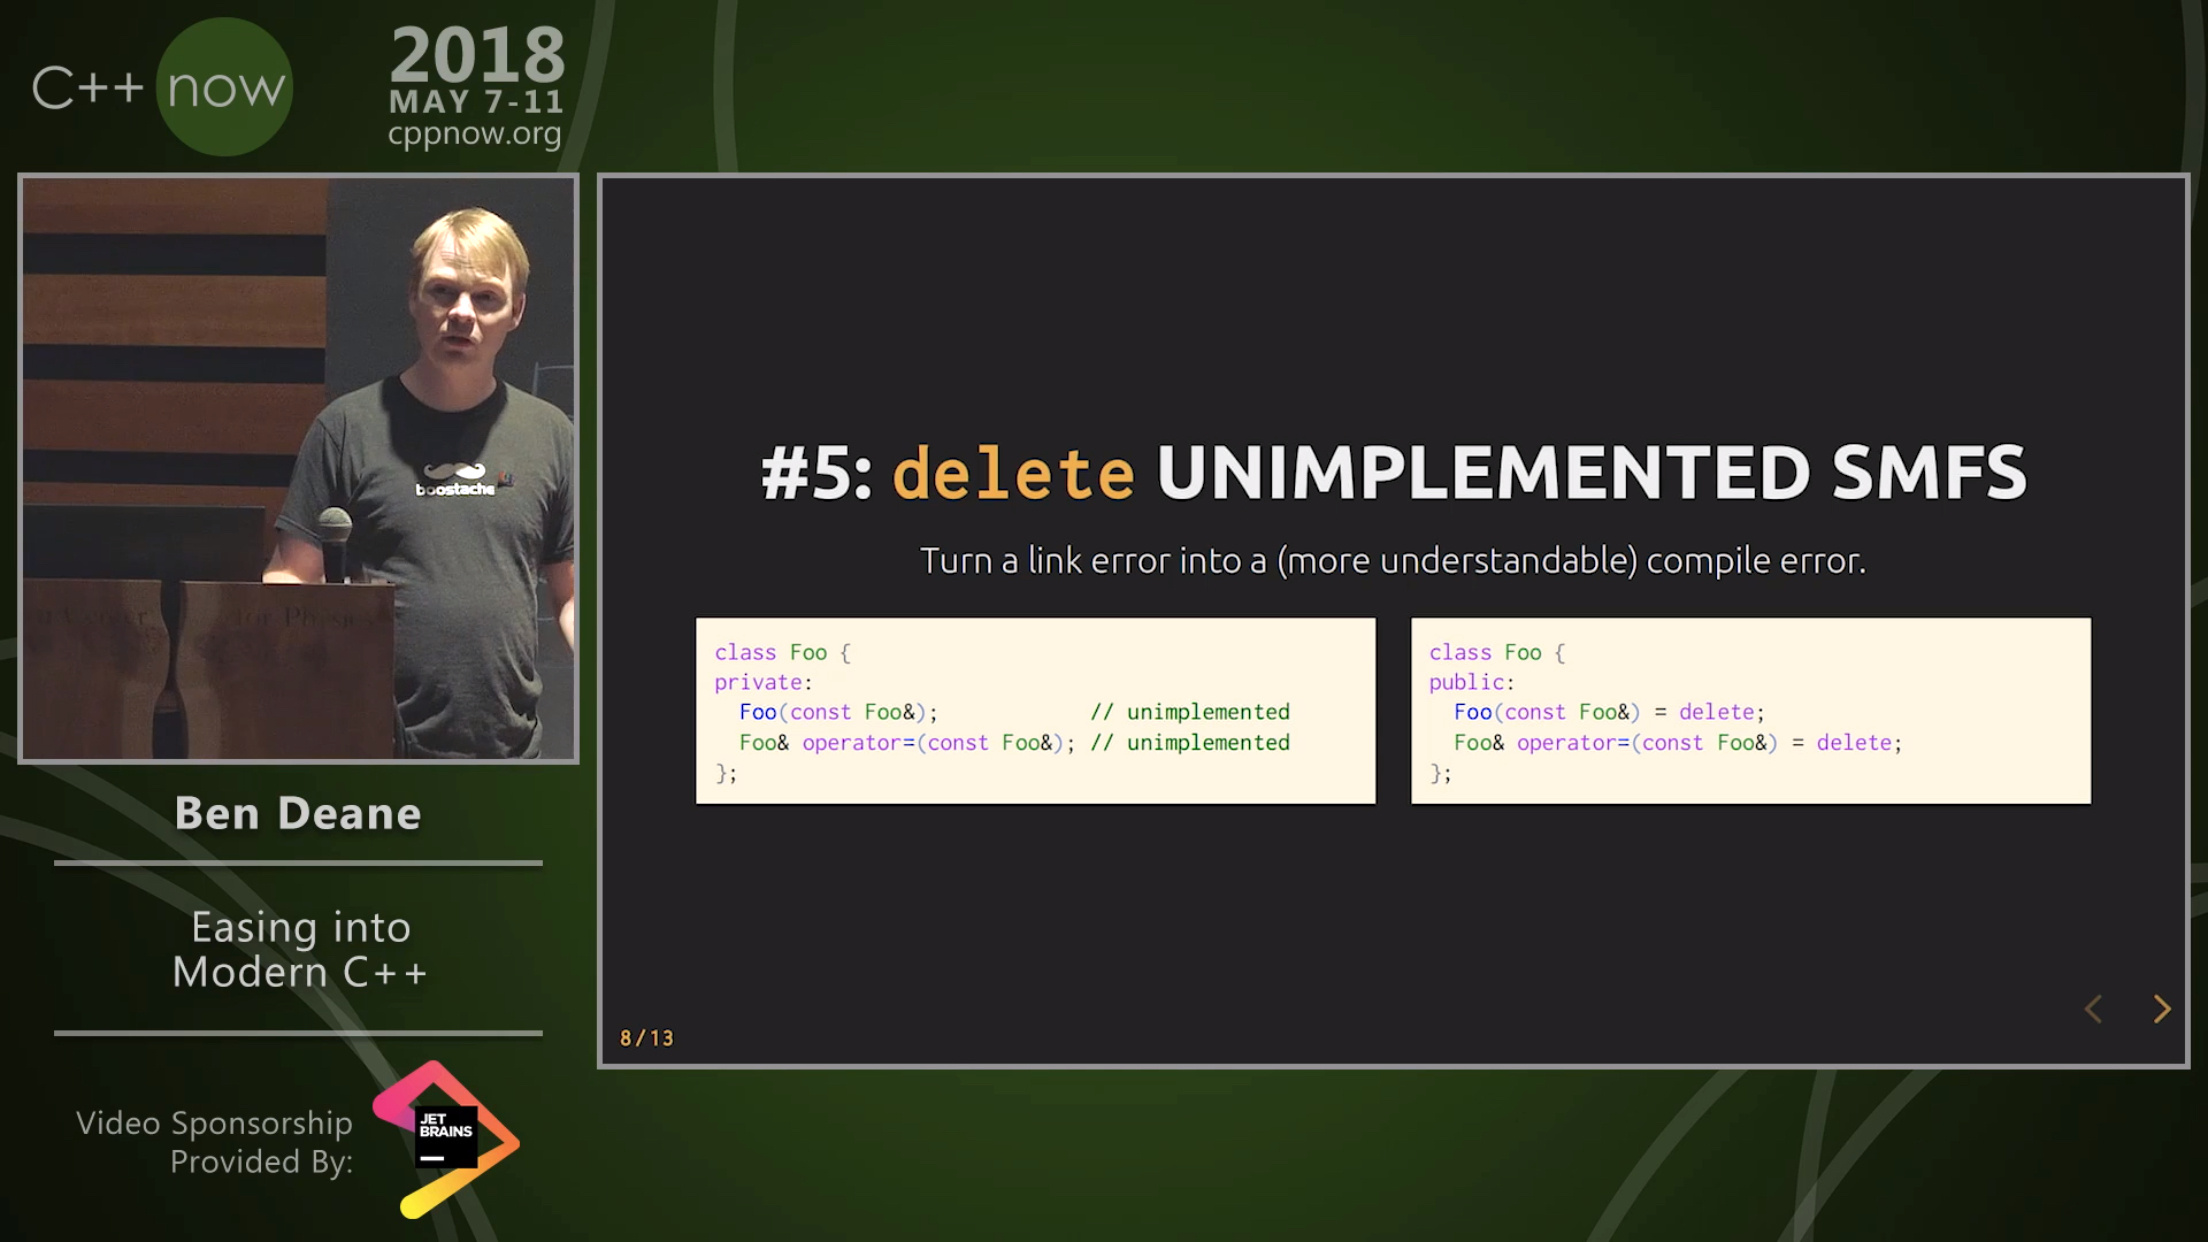 C++ now
2018
MAY 7-11
cppnow.org
boostache
#5: delete UNIMPLEMENTED SMFS
Turn a link error into a (more understandable) compile error.
class Foo {
private:
  Foo(const Foo&);            // unimplemented
  Foo& operator=(const Foo&); // unimplemented
};
class Foo {
public:
  Foo(const Foo&) = delete;
  Foo& operator=(const Foo&) = delete;
};
8/13
Ben Deane
Easing into
Modern C++
Video Sponsorship
Provided By:
JET
BRAINS